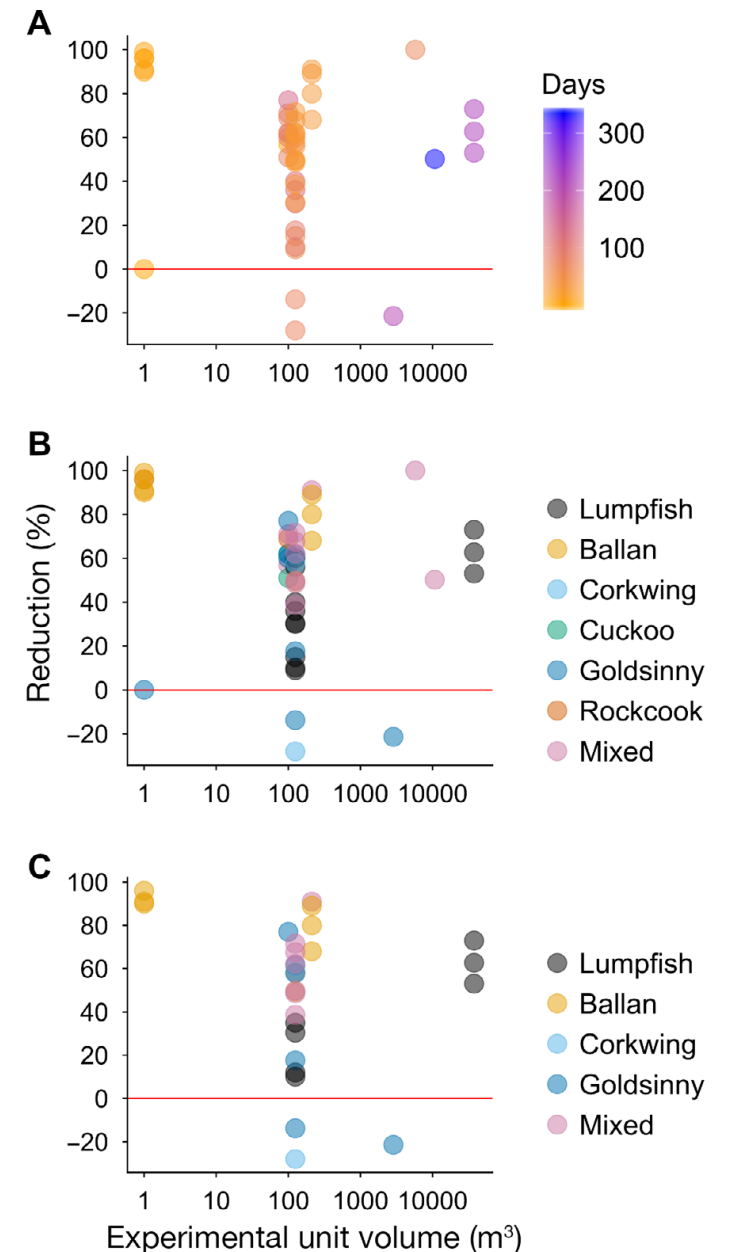 A
100
80
60
40
20
0
−20
1 10 100 1000 10000
Days
300
200
100
B
Reduction (%)
100
80
60
40
20
0
−20
1 10 100 1000 10000
Lumpfish
Ballan
Corkwing
Cuckoo
Goldsinny
Rockcook
Mixed
C
100
80
60
40
20
0
−20
1 10 100 1000 10000
Experimental unit volume (m³)
Lumpfish
Ballan
Corkwing
Goldsinny
Mixed